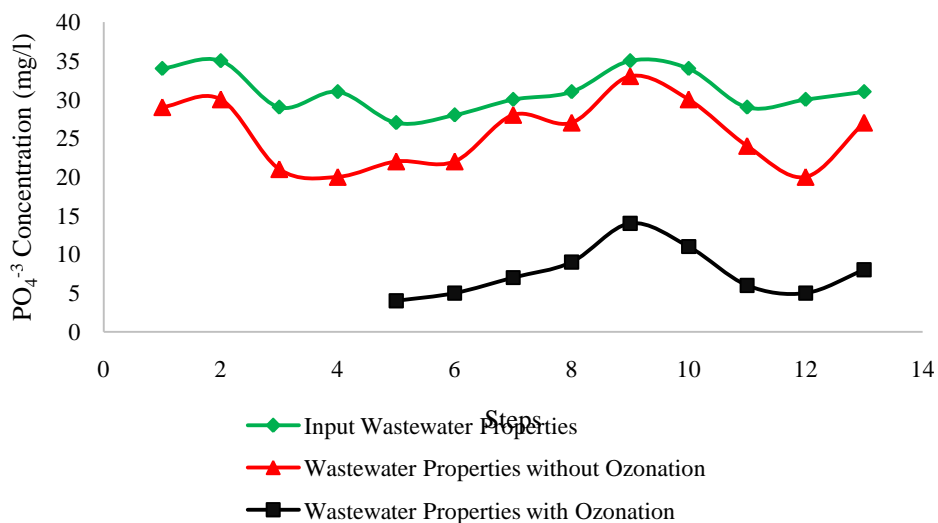 PO₄⁻³ Concentration (mg/l)
40
35
30
25
20
15
10
5
0
0 2 4 6 8 10 12 14
Steps
Input Wastewater Properties
Wastewater Properties without Ozonation
Wastewater Properties with Ozonation